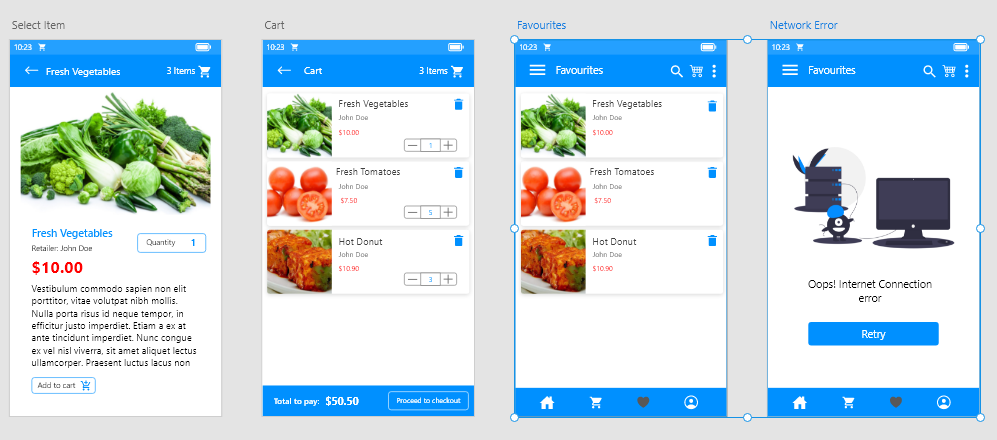 Select Item
10:23
Fresh Vegetables
3 Items
Fresh Vegetables
Retailer: John Doe
Quantity 1
$10.00
Vestibulum commodo sapien non elit
porttitor, vitae volutpat nibh mollis.
Nulla porta risus id neque tempor, in
efficitur justo imperdiet. Etiam a ex at
ante tincidunt imperdiet. Nunc congue
ex vel nisl viverra, sit amet aliquet lectus
ullamcorper. Praesent luctus lacus non
Add to cart
Cart
10:23
Cart
3 Items
Fresh Vegetables
John Doe
$10.00
1
Fresh Tomatoes
John Doe
$7.50
5
Hot Donut
John Doe
$10.90
3
Total to pay: $50.50
Proceed to checkout
Favourites
10:23
Favourites
Fresh Vegetables
John Doe
$10.00
Fresh Tomatoes
John Doe
$7.50
Hot Donut
John Doe
$10.90
Network Error
10:23
Favourites
Oops! Internet Connection
error
Retry